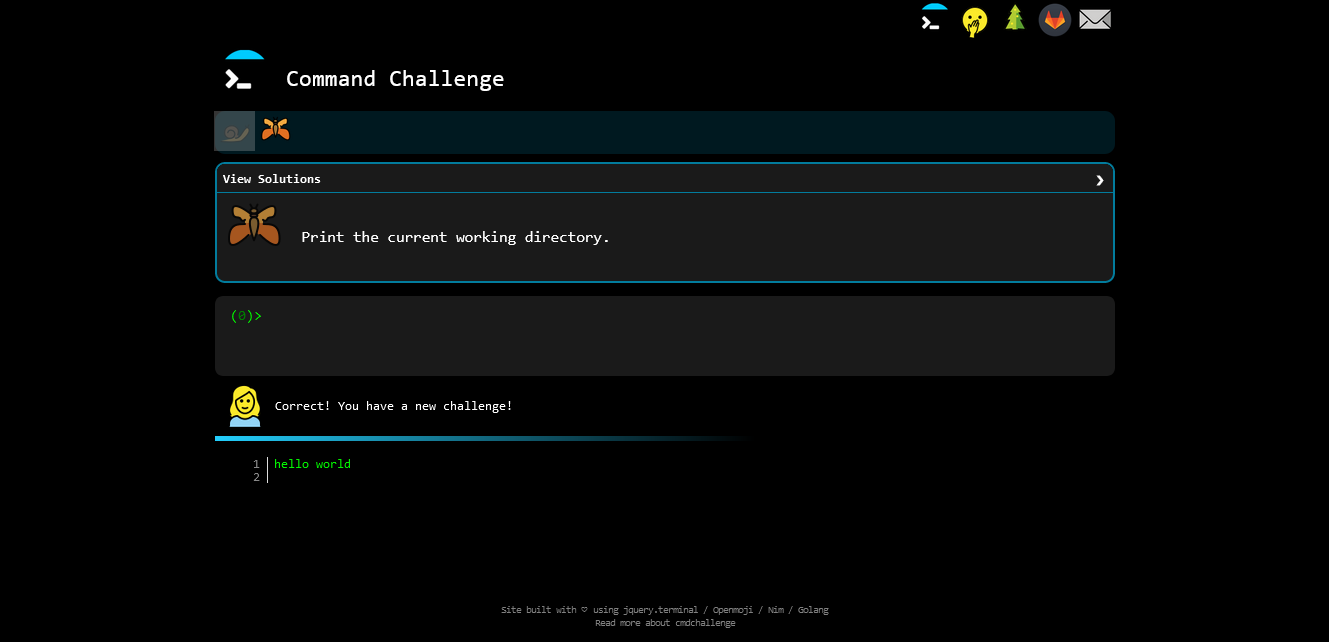 Command Challenge
View Solutions
Print the current working directory.
(0)>
Correct! You have a new challenge!
1 hello world
2
Site built with ♡ using jquery.terminal / Openmoji / Nim / Golang
Read more about cmdchallenge